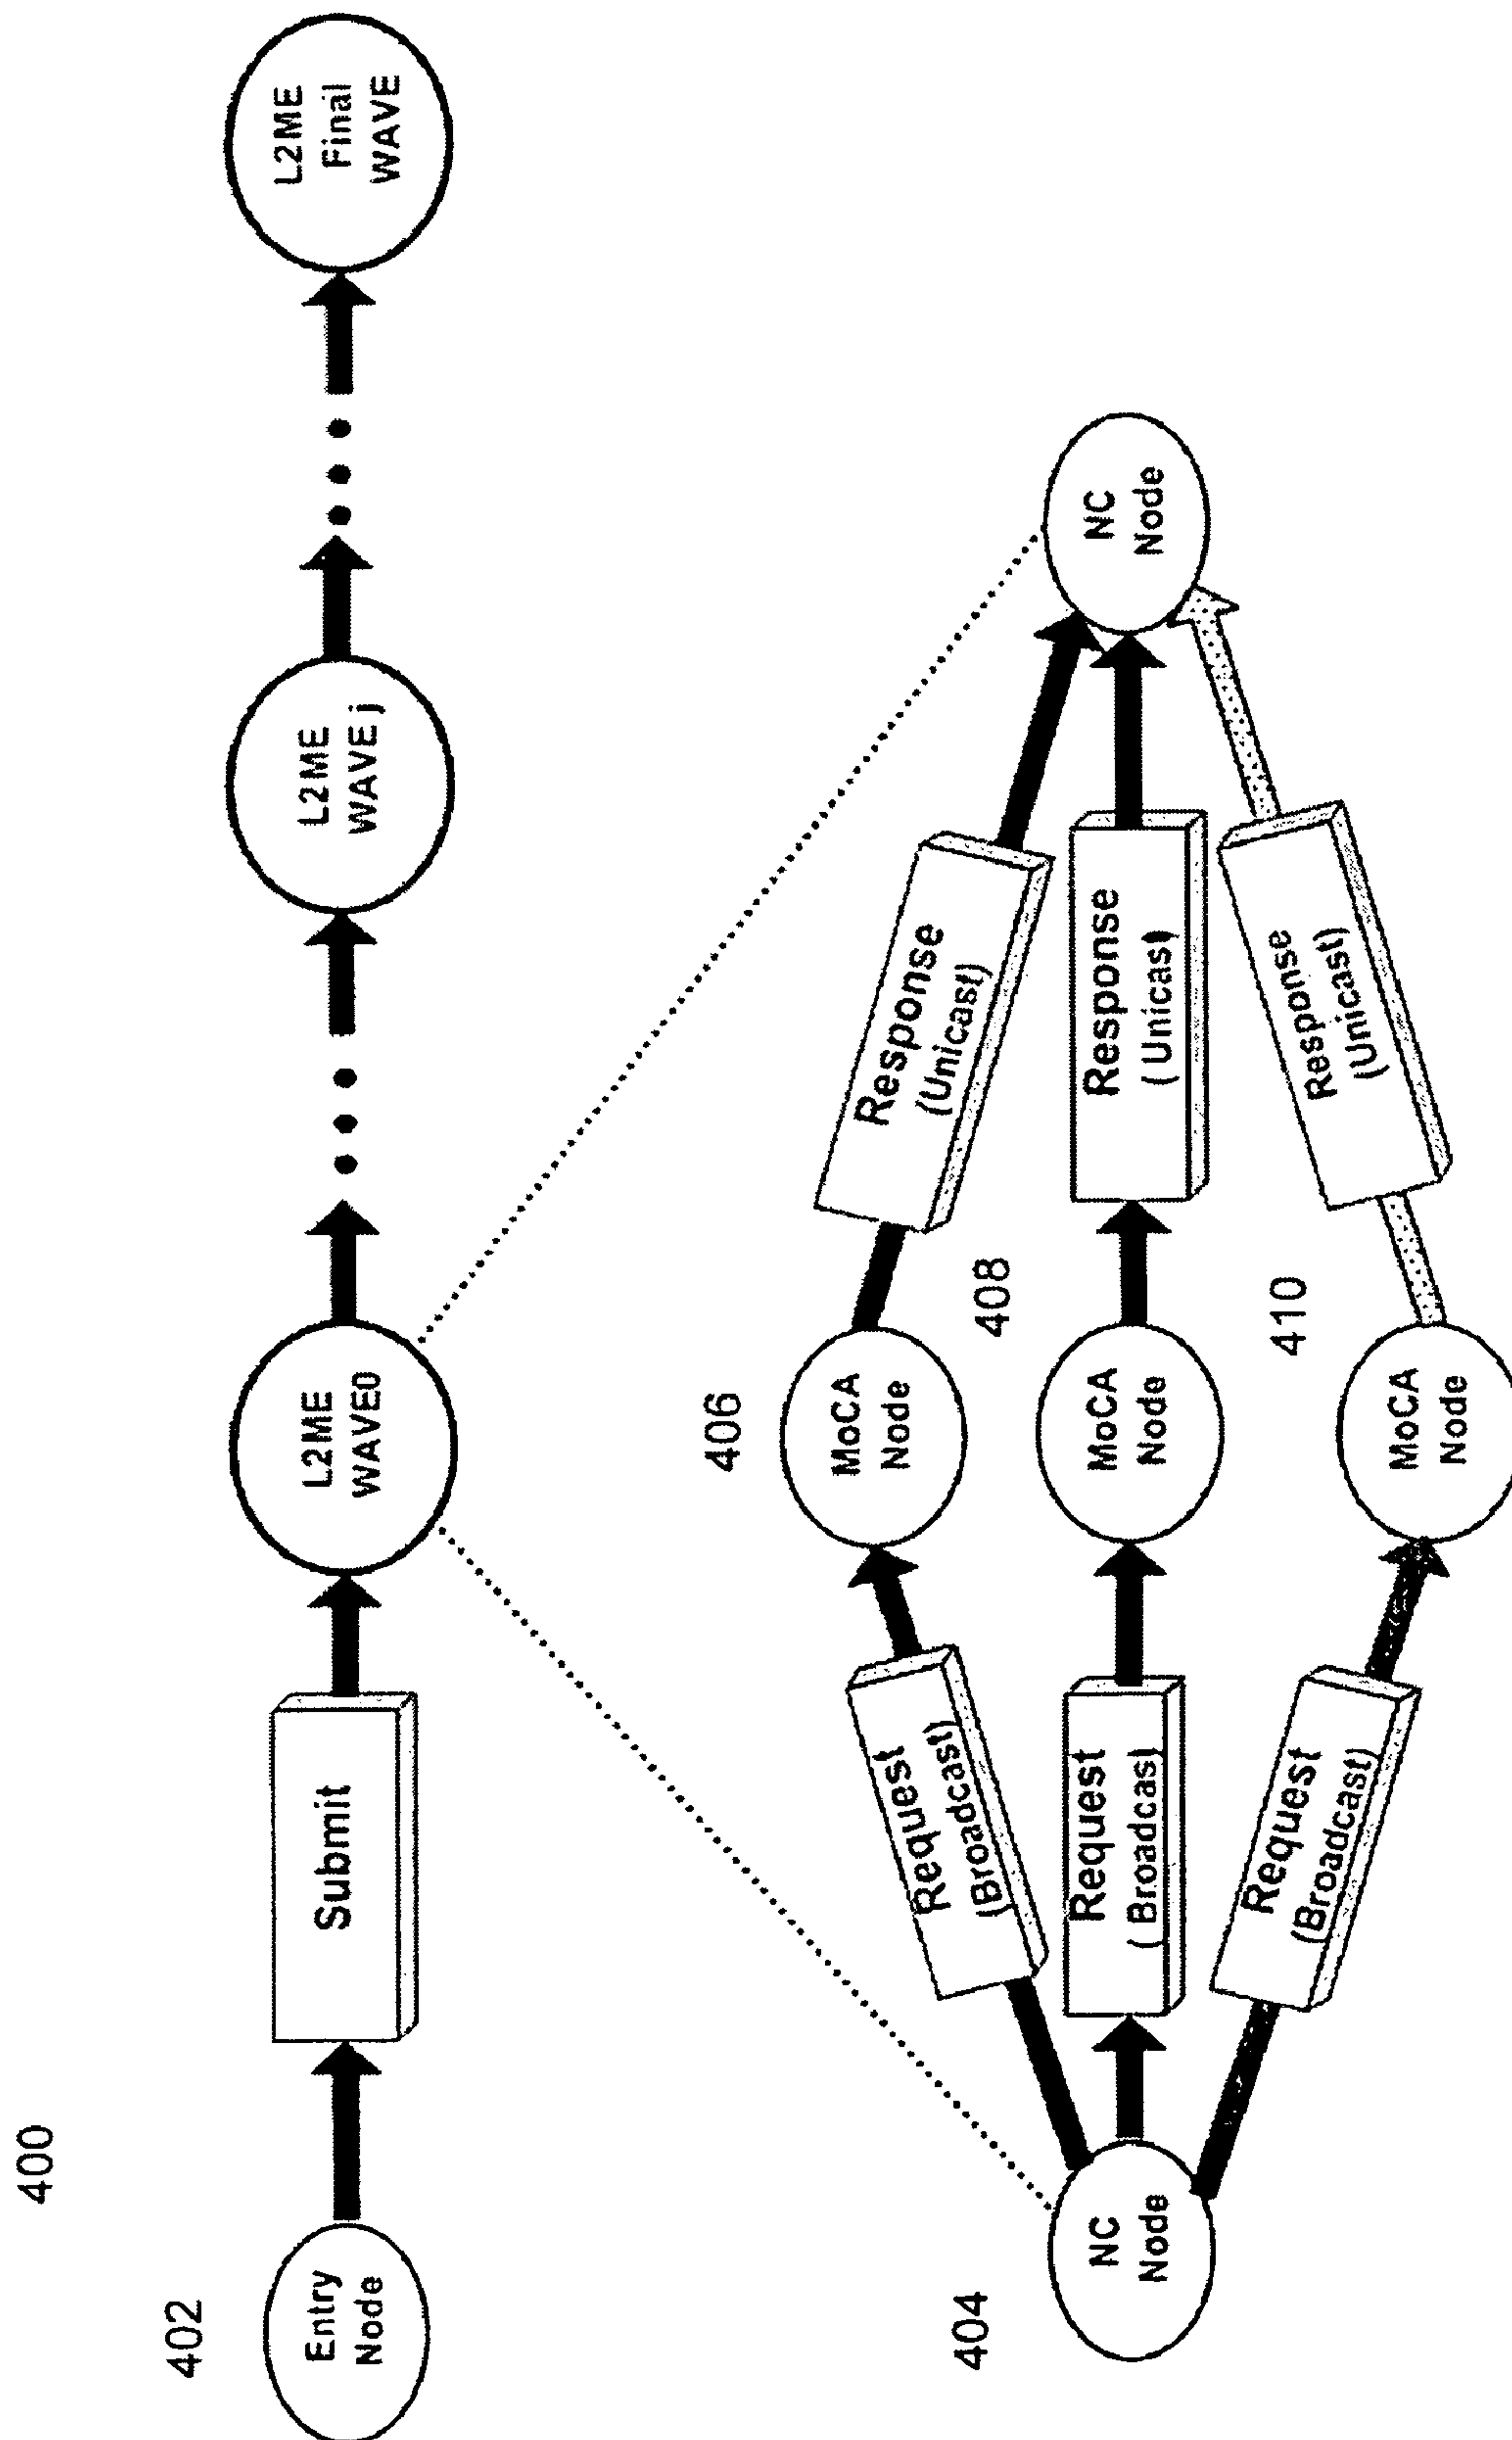 400
402
Entry
Node
Submit
L2ME
WAVE0
L2ME
WAVE j
L2ME
Final
WAVE
404
NC
Node
Request
(Broadcast)
Request
( Broadcast)
Request
(Broadcast)
406
MoCA
Node
408
MoCA
Node
410
MoCA
Node
Response
(Unicast)
Response
( Unicast)
Response
(Unicast)
NC
Node